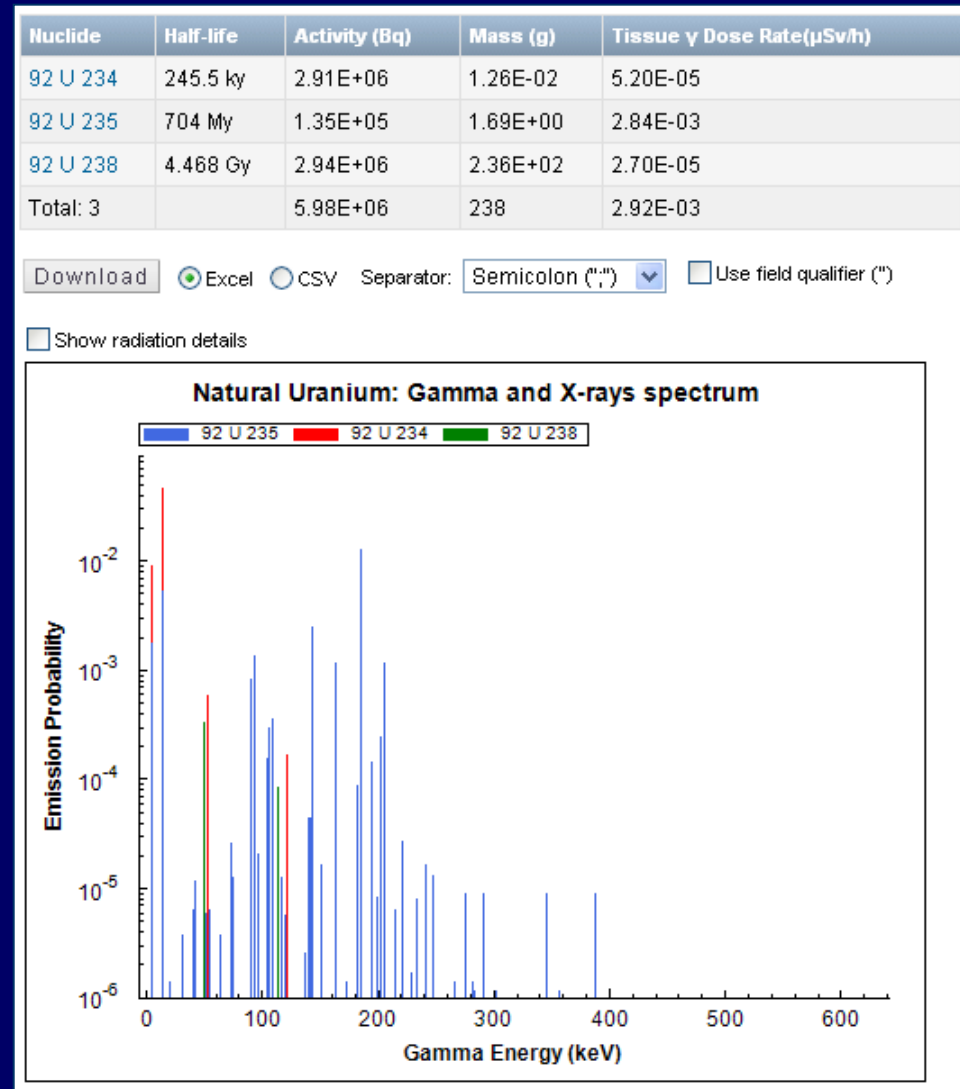 Nuclide Half-life Activity (Bq) Mass (g) Tissue γ Dose Rate(µSv/h)
92 U 234 245.5 ky 2.91E+06 1.26E-02 5.20E-05
92 U 235 704 My 1.35E+05 1.69E+00 2.84E-03
92 U 238 4.468 Gy 2.94E+06 2.36E+02 2.70E-05
Total: 3 5.98E+06 238 2.92E-03
Download Excel CSV Separator: Semicolon (";") Use field qualifier (")
Show radiation details
Natural Uranium: Gamma and X-rays spectrum
92 U 235 92 U 234 92 U 238
Emission Probability
10⁻²
10⁻³
10⁻⁴
10⁻⁵
10⁻⁶
0 100 200 300 400 500 600
Gamma Energy (keV)